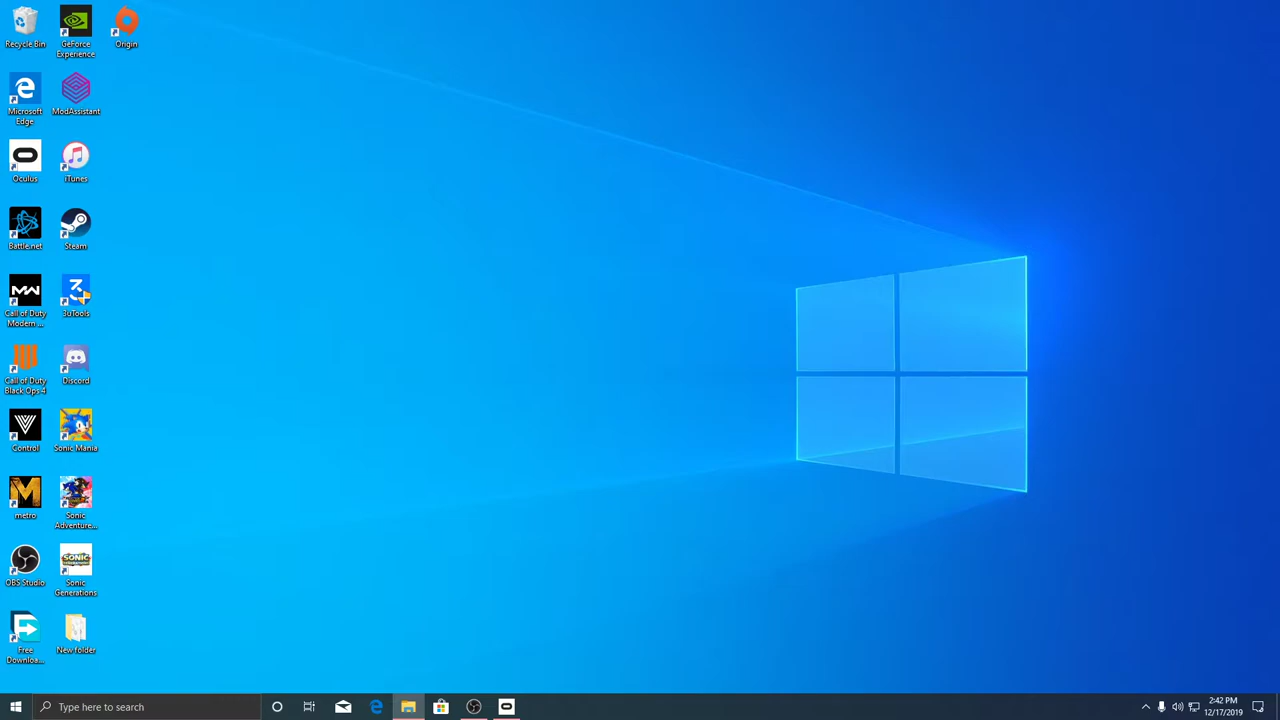 Recycle Bin
GeForce
Experience
Origin
Microsoft
Edge
ModAssistant
Oculus
iTunes
Battle.net
Steam
Call of Duty
Modern ...
3uTools
Call of Duty
Black Ops 4
Discord
Control
Sonic Mania
metro
Sonic
Adventure...
OBS Studio
SONIC
Sonic
Generations
Free
Downloa...
New folder
Type here to search
2:42 PM
12/17/2019